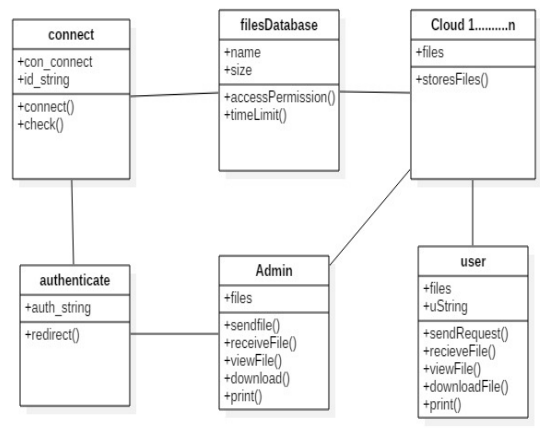 connect
+con_connect
+id_string
+connect()
+check()
filesDatabase
+name
+size
+accessPermission()
+timeLimit()
Cloud 1..........n
+files
+storesFiles()
authenticate
+auth_string
+redirect()
Admin
+files
+sendfile()
+receiveFile()
+viewFile()
+download()
+print()
user
+files
+uString
+sendRequest()
+recieveFile()
+viewFile()
+downloadFile()
+print()